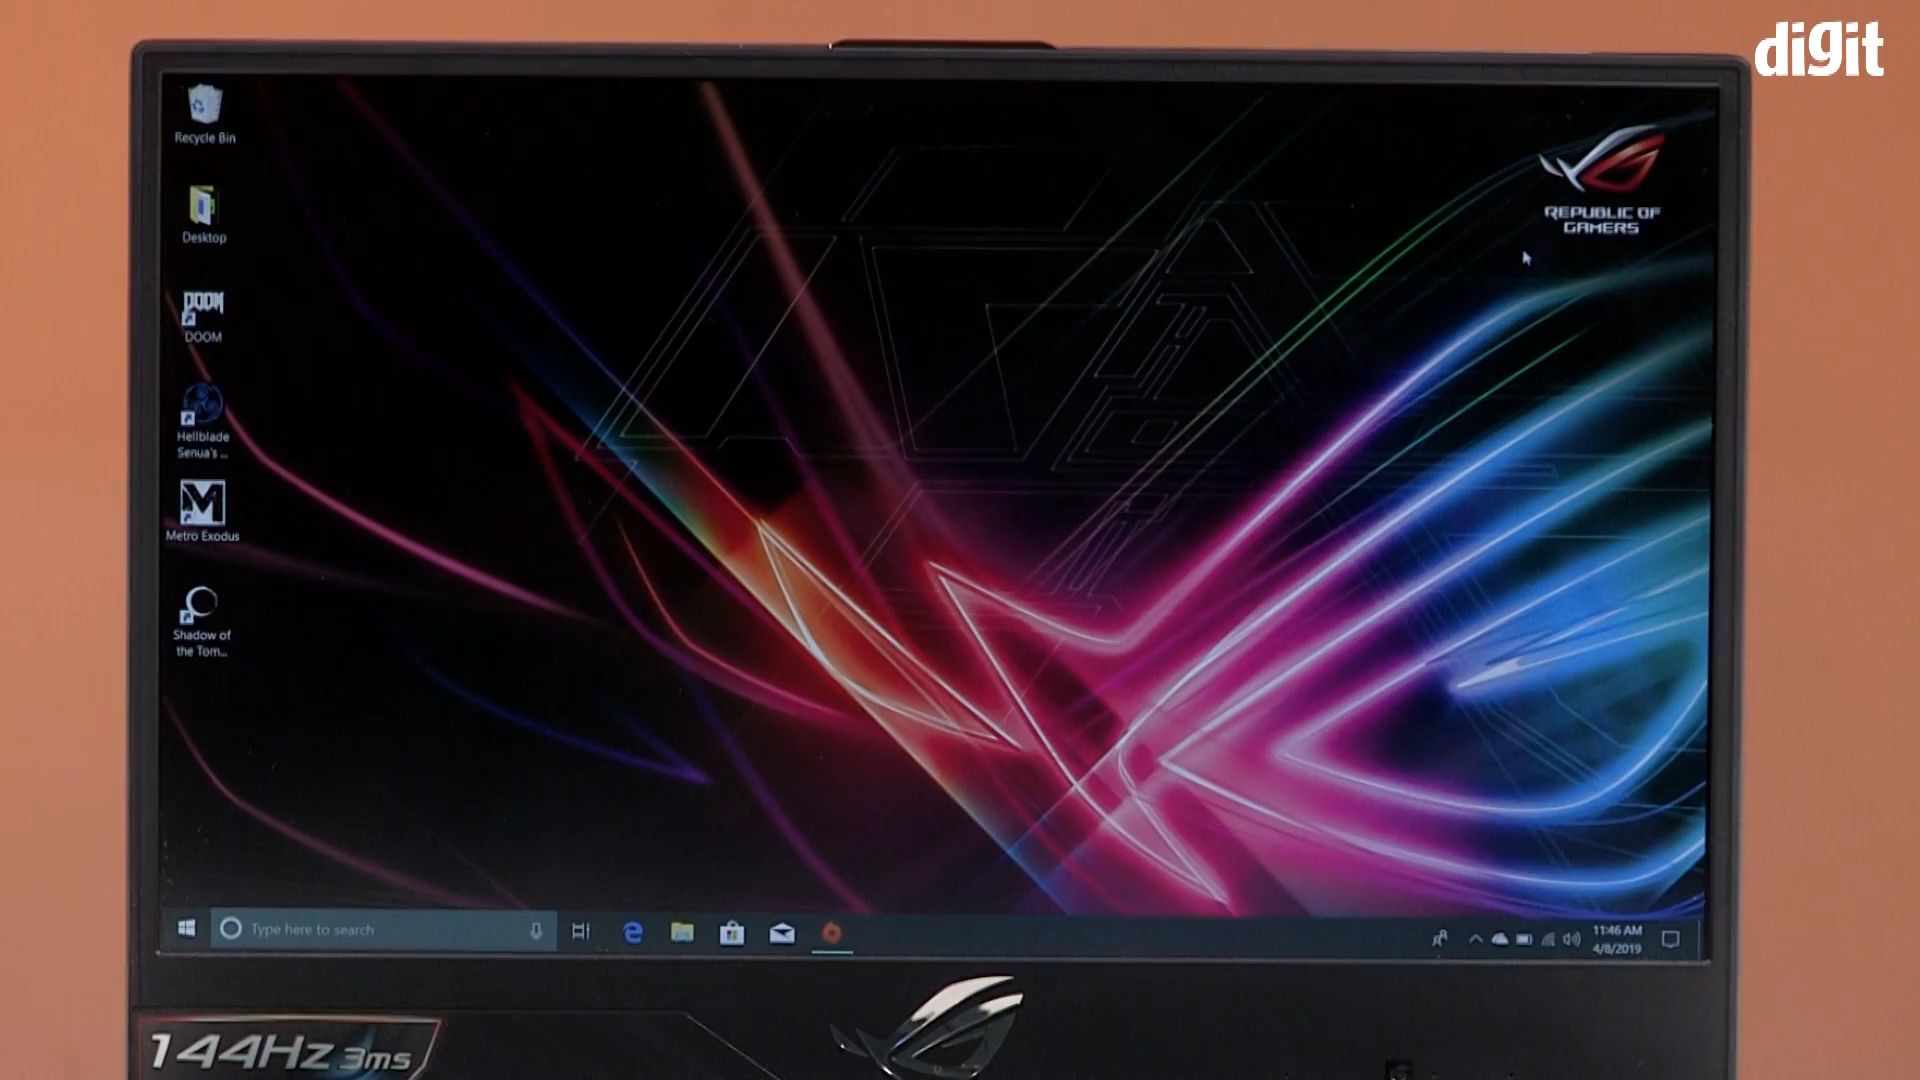 digit
Recycle Bin
Desktop
DOOM
DOOM
Hellblade
Senua's ...
Metro Exodus
Shadow of
the Tom...
REPUBLIC OF
GAMERS
Type here to search
11:46 AM
4/8/2019
144Hz 3ms